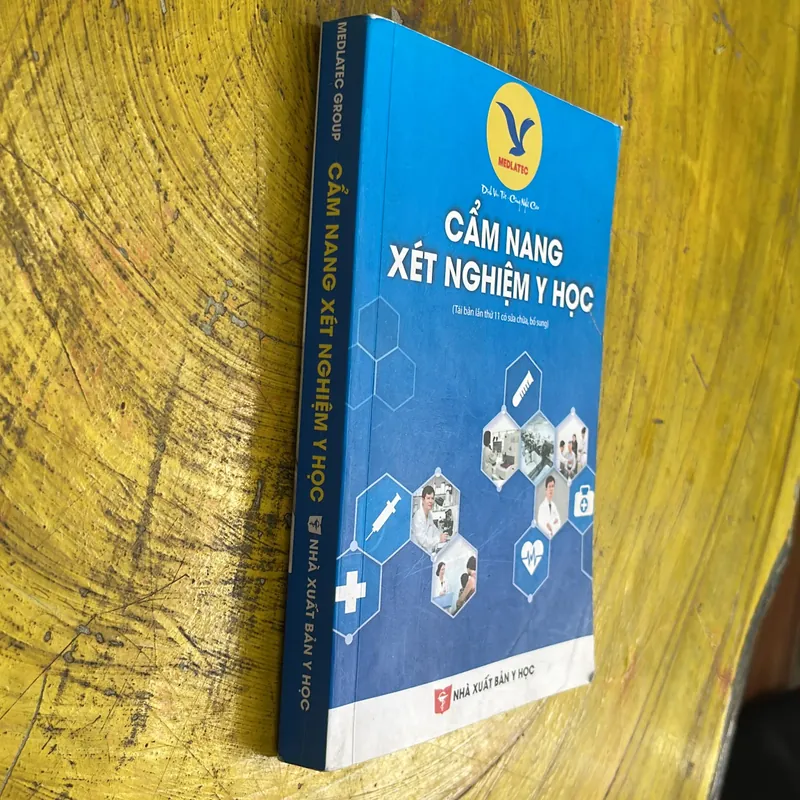 MEDLATEC GROUP
CẨM NANG XÉT NGHIỆM Y HỌC
NHÀ XUẤT BẢN Y HỌC
MEDLATEC
CẨM NANG
XÉT NGHIỆM Y HỌC
(Tái bản lần thứ 11 có sửa chữa, bổ sung)
NHÀ XUẤT BẢN Y HỌC